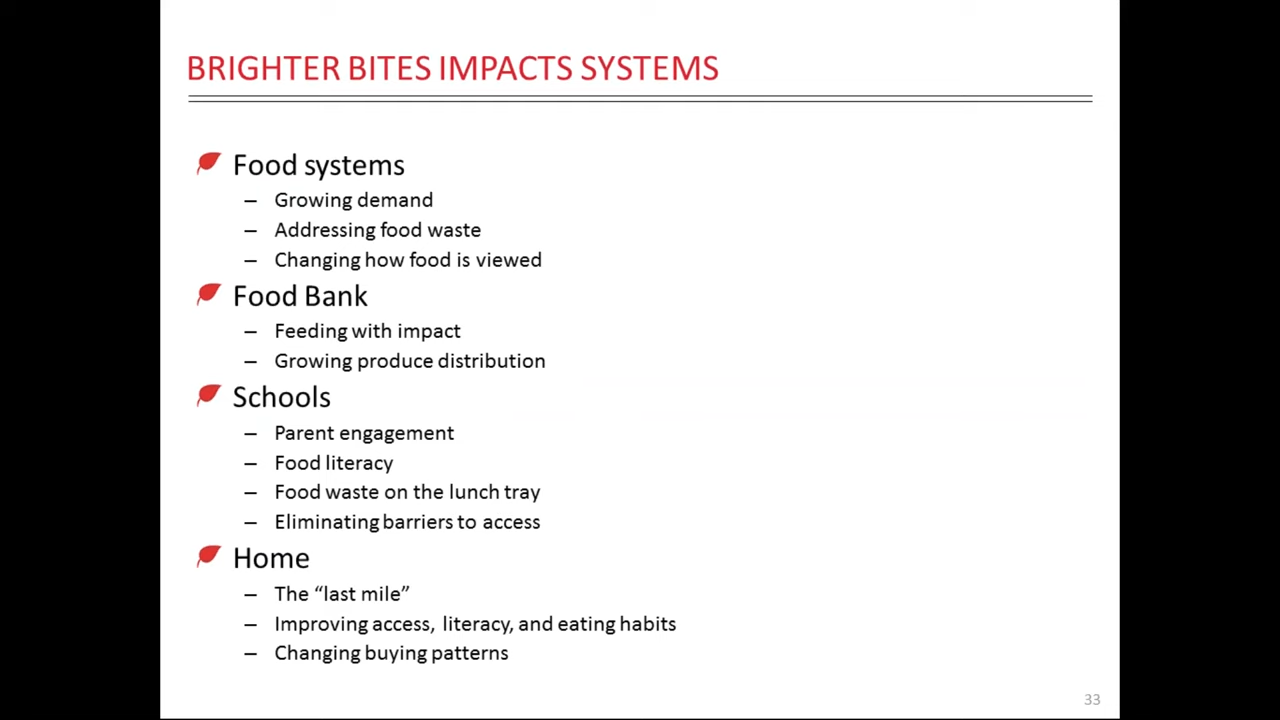 BRIGHTER BITES IMPACTS SYSTEMS
Food systems
– Growing demand
– Addressing food waste
– Changing how food is viewed
Food Bank
– Feeding with impact
– Growing produce distribution
Schools
– Parent engagement
– Food literacy
– Food waste on the lunch tray
– Eliminating barriers to access
Home
– The “last mile”
– Improving access, literacy, and eating habits
– Changing buying patterns
33